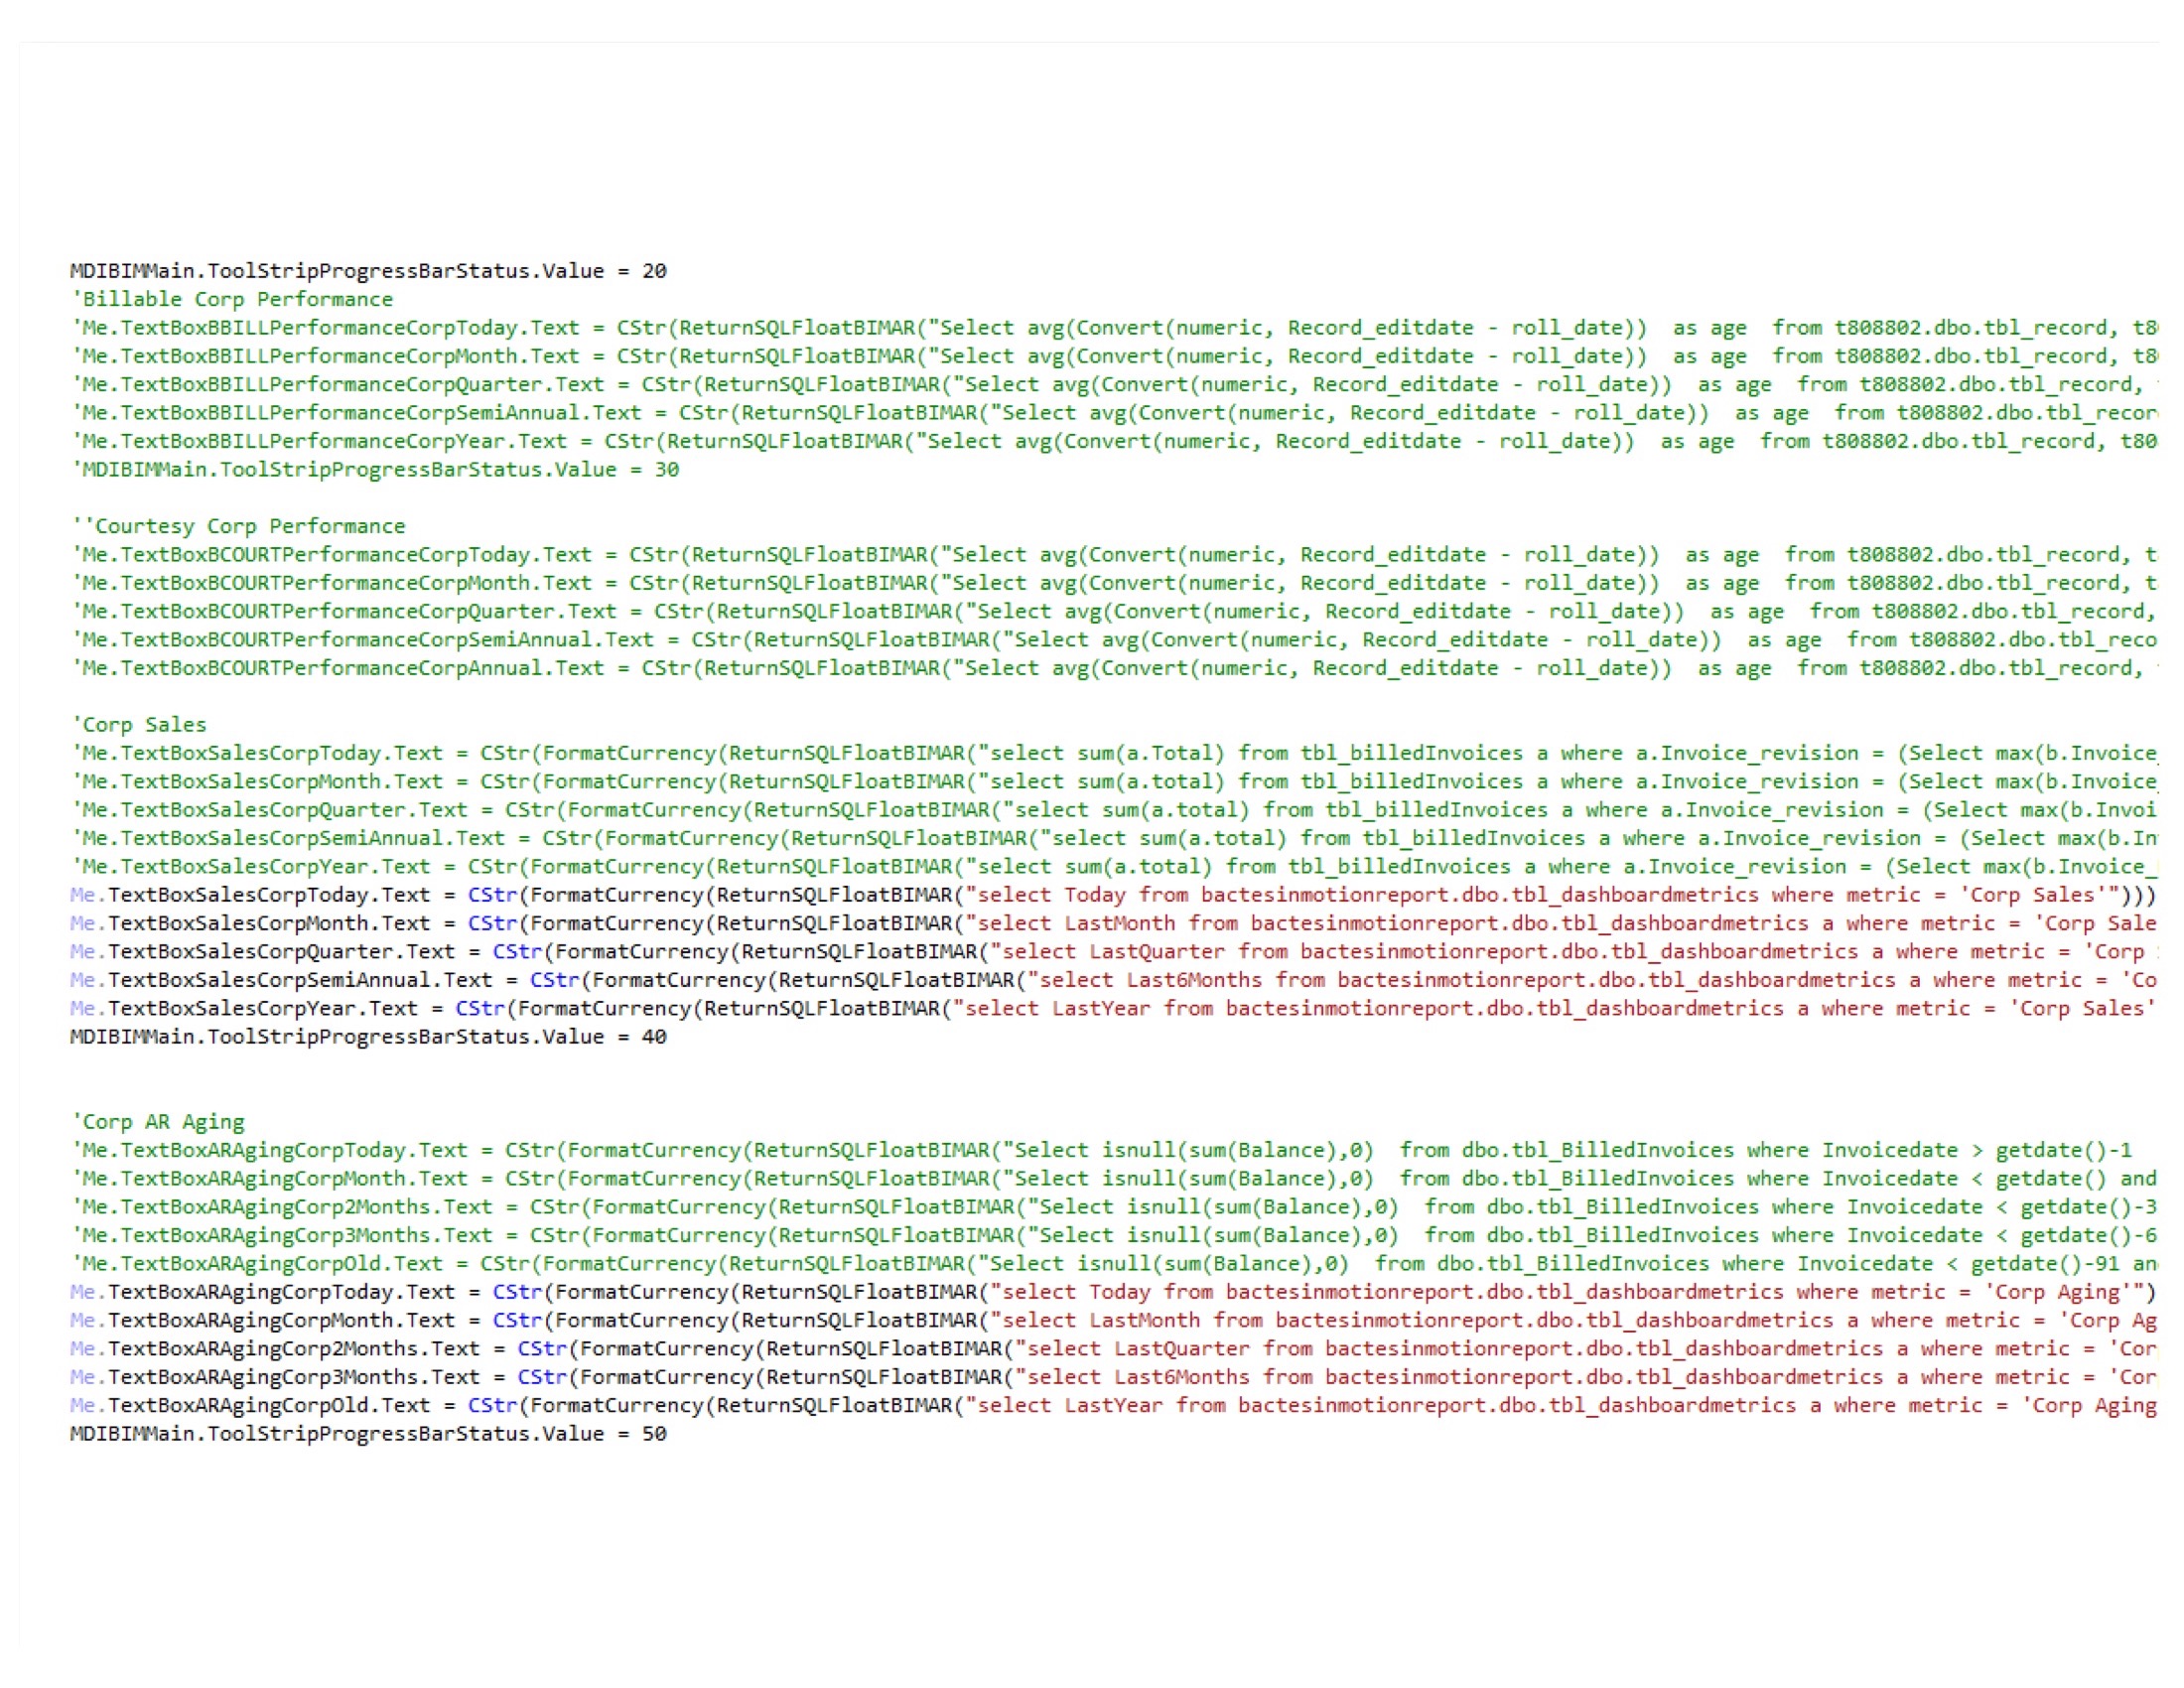 MDIBIMMain.ToolStripProgressBarStatus.Value = 20
'Billable Corp Performance
'Me.TextBoxBBILLPerformanceCorpToday.Text = CStr(ReturnSQLFloatBIMAR("Select avg(Convert(numeric, Record_editdate - roll_date))  as age  from t808802.dbo.tbl_record, t8
'Me.TextBoxBBILLPerformanceCorpMonth.Text = CStr(ReturnSQLFloatBIMAR("Select avg(Convert(numeric, Record_editdate - roll_date))  as age  from t808802.dbo.tbl_record, t8
'Me.TextBoxBBILLPerformanceCorpQuarter.Text = CStr(ReturnSQLFloatBIMAR("Select avg(Convert(numeric, Record_editdate - roll_date))  as age  from t808802.dbo.tbl_record,
'Me.TextBoxBBILLPerformanceCorpSemiAnnual.Text = CStr(ReturnSQLFloatBIMAR("Select avg(Convert(numeric, Record_editdate - roll_date))  as age  from t808802.dbo.tbl_recor
'Me.TextBoxBBILLPerformanceCorpYear.Text = CStr(ReturnSQLFloatBIMAR("Select avg(Convert(numeric, Record_editdate - roll_date))  as age  from t808802.dbo.tbl_record, t80
'MDIBIMMain.ToolStripProgressBarStatus.Value = 30
''Courtesy Corp Performance
'Me.TextBoxBCOURTPerformanceCorpToday.Text = CStr(ReturnSQLFloatBIMAR("Select avg(Convert(numeric, Record_editdate - roll_date))  as age  from t808802.dbo.tbl_record, t
'Me.TextBoxBCOURTPerformanceCorpMonth.Text = CStr(ReturnSQLFloatBIMAR("Select avg(Convert(numeric, Record_editdate - roll_date))  as age  from t808802.dbo.tbl_record, t
'Me.TextBoxBCOURTPerformanceCorpQuarter.Text = CStr(ReturnSQLFloatBIMAR("Select avg(Convert(numeric, Record_editdate - roll_date))  as age  from t808802.dbo.tbl_record,
'Me.TextBoxBCOURTPerformanceCorpSemiAnnual.Text = CStr(ReturnSQLFloatBIMAR("Select avg(Convert(numeric, Record_editdate - roll_date))  as age  from t808802.dbo.tbl_reco
'Me.TextBoxBCOURTPerformanceCorpAnnual.Text = CStr(ReturnSQLFloatBIMAR("Select avg(Convert(numeric, Record_editdate - roll_date))  as age  from t808802.dbo.tbl_record,
'Corp Sales
'Me.TextBoxSalesCorpToday.Text = CStr(FormatCurrency(ReturnSQLFloatBIMAR("select sum(a.Total) from tbl_billedInvoices a where a.Invoice_revision = (Select max(b.Invoice_
'Me.TextBoxSalesCorpMonth.Text = CStr(FormatCurrency(ReturnSQLFloatBIMAR("select sum(a.total) from tbl_billedInvoices a where a.Invoice_revision = (Select max(b.Invoice_
'Me.TextBoxSalesCorpQuarter.Text = CStr(FormatCurrency(ReturnSQLFloatBIMAR("select sum(a.total) from tbl_billedInvoices a where a.Invoice_revision = (Select max(b.Invoi
'Me.TextBoxSalesCorpSemiAnnual.Text = CStr(FormatCurrency(ReturnSQLFloatBIMAR("select sum(a.total) from tbl_billedInvoices a where a.Invoice_revision = (Select max(b.In
'Me.TextBoxSalesCorpYear.Text = CStr(FormatCurrency(ReturnSQLFloatBIMAR("select sum(a.total) from tbl_billedInvoices a where a.Invoice_revision = (Select max(b.Invoice_
Me.TextBoxSalesCorpToday.Text = CStr(FormatCurrency(ReturnSQLFloatBIMAR("select Today from bactesinmotionreport.dbo.tbl_dashboardmetrics where metric = 'Corp Sales'")))
Me.TextBoxSalesCorpMonth.Text = CStr(FormatCurrency(ReturnSQLFloatBIMAR("select LastMonth from bactesinmotionreport.dbo.tbl_dashboardmetrics a where metric = 'Corp Sale
Me.TextBoxSalesCorpQuarter.Text = CStr(FormatCurrency(ReturnSQLFloatBIMAR("select LastQuarter from bactesinmotionreport.dbo.tbl_dashboardmetrics a where metric = 'Corp
Me.TextBoxSalesCorpSemiAnnual.Text = CStr(FormatCurrency(ReturnSQLFloatBIMAR("select Last6Months from bactesinmotionreport.dbo.tbl_dashboardmetrics a where metric = 'Co
Me.TextBoxSalesCorpYear.Text = CStr(FormatCurrency(ReturnSQLFloatBIMAR("select LastYear from bactesinmotionreport.dbo.tbl_dashboardmetrics a where metric = 'Corp Sales'
MDIBIMMain.ToolStripProgressBarStatus.Value = 40
'Corp AR Aging
'Me.TextBoxARAgingCorpToday.Text = CStr(FormatCurrency(ReturnSQLFloatBIMAR("Select isnull(sum(Balance),0)  from dbo.tbl_BilledInvoices where Invoicedate > getdate()-1
'Me.TextBoxARAgingCorpMonth.Text = CStr(FormatCurrency(ReturnSQLFloatBIMAR("Select isnull(sum(Balance),0)  from dbo.tbl_BilledInvoices where Invoicedate < getdate() and
'Me.TextBoxARAgingCorp2Months.Text = CStr(FormatCurrency(ReturnSQLFloatBIMAR("Select isnull(sum(Balance),0)  from dbo.tbl_BilledInvoices where Invoicedate < getdate()-3
'Me.TextBoxARAgingCorp3Months.Text = CStr(FormatCurrency(ReturnSQLFloatBIMAR("Select isnull(sum(Balance),0)  from dbo.tbl_BilledInvoices where Invoicedate < getdate()-6
'Me.TextBoxARAgingCorpOld.Text = CStr(FormatCurrency(ReturnSQLFloatBIMAR("Select isnull(sum(Balance),0)  from dbo.tbl_BilledInvoices where Invoicedate < getdate()-91 an
Me.TextBoxARAgingCorpToday.Text = CStr(FormatCurrency(ReturnSQLFloatBIMAR("select Today from bactesinmotionreport.dbo.tbl_dashboardmetrics where metric = 'Corp Aging'")
Me.TextBoxARAgingCorpMonth.Text = CStr(FormatCurrency(ReturnSQLFloatBIMAR("select LastMonth from bactesinmotionreport.dbo.tbl_dashboardmetrics a where metric = 'Corp Ag
Me.TextBoxARAgingCorp2Months.Text = CStr(FormatCurrency(ReturnSQLFloatBIMAR("select LastQuarter from bactesinmotionreport.dbo.tbl_dashboardmetrics a where metric = 'Cor
Me.TextBoxARAgingCorp3Months.Text = CStr(FormatCurrency(ReturnSQLFloatBIMAR("select Last6Months from bactesinmotionreport.dbo.tbl_dashboardmetrics a where metric = 'Cor
Me.TextBoxARAgingCorpOld.Text = CStr(FormatCurrency(ReturnSQLFloatBIMAR("select LastYear from bactesinmotionreport.dbo.tbl_dashboardmetrics a where metric = 'Corp Aging
MDIBIMMain.ToolStripProgressBarStatus.Value = 50